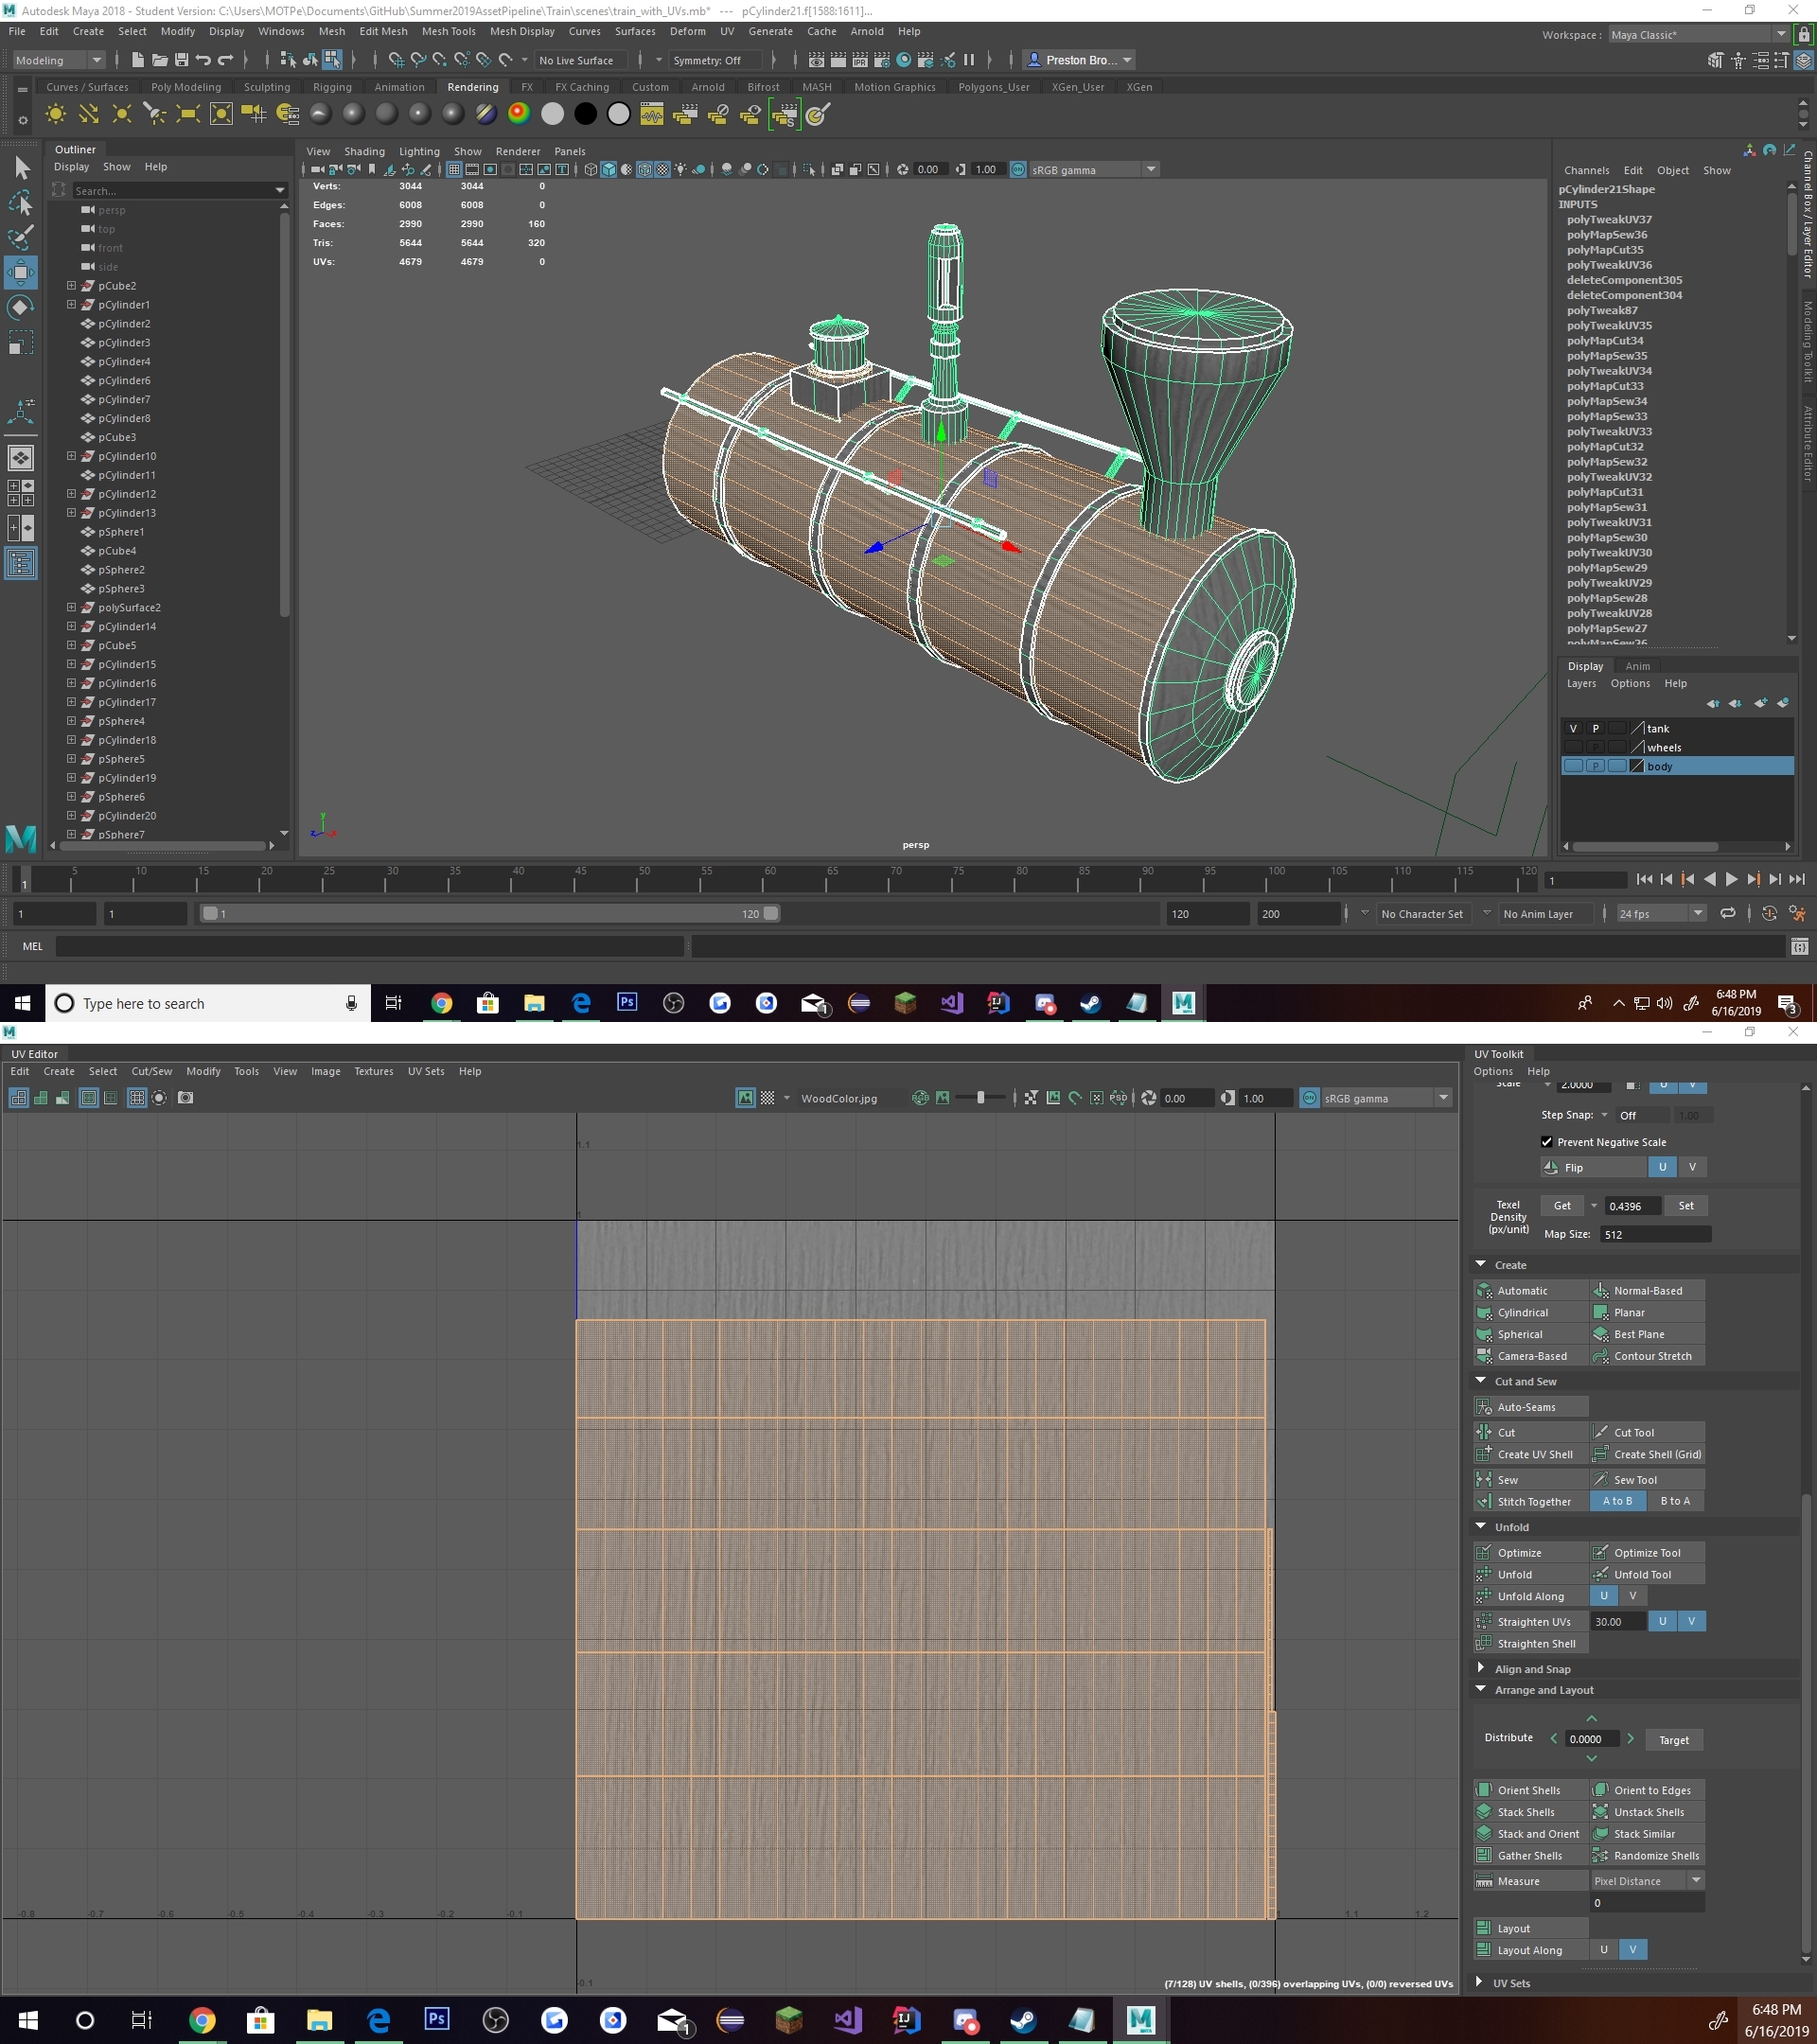 Autodesk Maya 2018 - Student Version: C:\Users\MOTPe\Documents\GitHub\Summer2019AssetPipeline\Train\scenes\train_with_UVs.mb* --- pCylinder21.f[1588:1611]...
File Edit Create Select Modify Display Windows Mesh Edit Mesh Mesh Tools Mesh Display Curves Surfaces Deform UV Generate Cache Arnold Help
Workspace : Maya Classic*
Modeling No Live Surface Symmetry: Off Preston Bro...
Curves / Surfaces Poly Modeling Sculpting Rigging Animation Rendering FX FX Caching Custom Arnold Bifrost MASH Motion Graphics Polygons_User XGen_User XGen
Outliner
Display Show Help
Search...
persp
top
front
side
pCube2
pCylinder1
pCylinder2
pCylinder3
pCylinder4
pCylinder6
pCylinder7
pCylinder8
pCube3
pCylinder10
pCylinder11
pCylinder12
pCylinder13
pSphere1
pCube4
pSphere2
pSphere3
polySurface2
pCylinder14
pCube5
pCylinder15
pCylinder16
pCylinder17
pSphere4
pCylinder18
pSphere5
pCylinder19
pSphere6
pCylinder20
pSphere7
View Shading Lighting Show Renderer Panels
0.00 1.00 sRGB gamma
Verts: 3044 3044 0
Edges: 6008 6008 0
Faces: 2990 2990 160
Tris: 5644 5644 320
UVs: 4679 4679 0
y
z
x
persp
Channels Edit Object Show
pCylinder21Shape
INPUTS
polyTweakUV37
polyMapSew36
polyMapCut35
polyTweakUV36
deleteComponent305
deleteComponent304
polyTweak87
polyTweakUV35
polyMapCut34
polyMapSew35
polyTweakUV34
polyMapCut33
polyMapSew34
polyMapSew33
polyTweakUV33
polyMapCut32
polyMapSew32
polyTweakUV32
polyMapCut31
polyMapSew31
polyTweakUV31
polyMapSew30
polyTweakUV30
polyMapSew29
polyTweakUV29
polyMapSew28
polyTweakUV28
polyMapSew27
polyMapSew26
Channel Box / Layer Editor
Modeling Toolkit
Attribute Editor
Display Anim
Layers Options Help
V P tank
P wheels
P body
1 5 10 15 20 25 30 35 40 45 50 55 60 65 70 75 80 85 90 95 100 105 110 115 120 1
1 1 1 120 120 200 No Character Set No Anim Layer 24 fps
MEL
Type here to search
6:48 PM
6/16/2019
3
UV Editor
Edit Create Select Cut/Sew Modify Tools View Image Textures UV Sets Help
WoodColor.jpg 0.00 1.00 sRGB gamma
1.1
1
-0.8 -0.7 -0.6 -0.5 -0.4 -0.3 -0.2 -0.1 1 1.1 1.2
-0.1
(7/128) UV shells, (0/396) overlapping UVs, (0/0) reversed UVs
UV Toolkit
Options Help
Scale 2.0000 U V
Step Snap: Off 1.00
Prevent Negative Scale
Flip U V
Texel Density (px/unit) Get 0.4396 Set
Map Size: 512
Create
Automatic Normal-Based
Cylindrical Planar
Spherical Best Plane
Camera-Based Contour Stretch
Cut and Sew
Auto-Seams
Cut Cut Tool
Create UV Shell Create Shell (Grid)
Sew Sew Tool
Stitch Together A to B B to A
Unfold
Optimize Optimize Tool
Unfold Unfold Tool
Unfold Along U V
Straighten UVs 30.00 U V
Straighten Shell
Align and Snap
Arrange and Layout
Distribute 0.0000 Target
Orient Shells Orient to Edges
Stack Shells Unstack Shells
Stack and Orient Stack Similar
Gather Shells Randomize Shells
Measure Pixel Distance
0
Layout
Layout Along U V
UV Sets
6:48 PM
6/16/2019